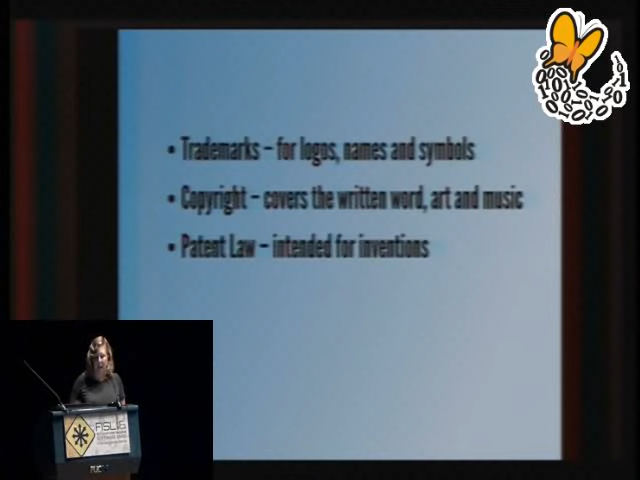 • Trademarks – for logos, names and symbols
• Copyright – covers the written word, art and music
• Patent Law – intended for inventions